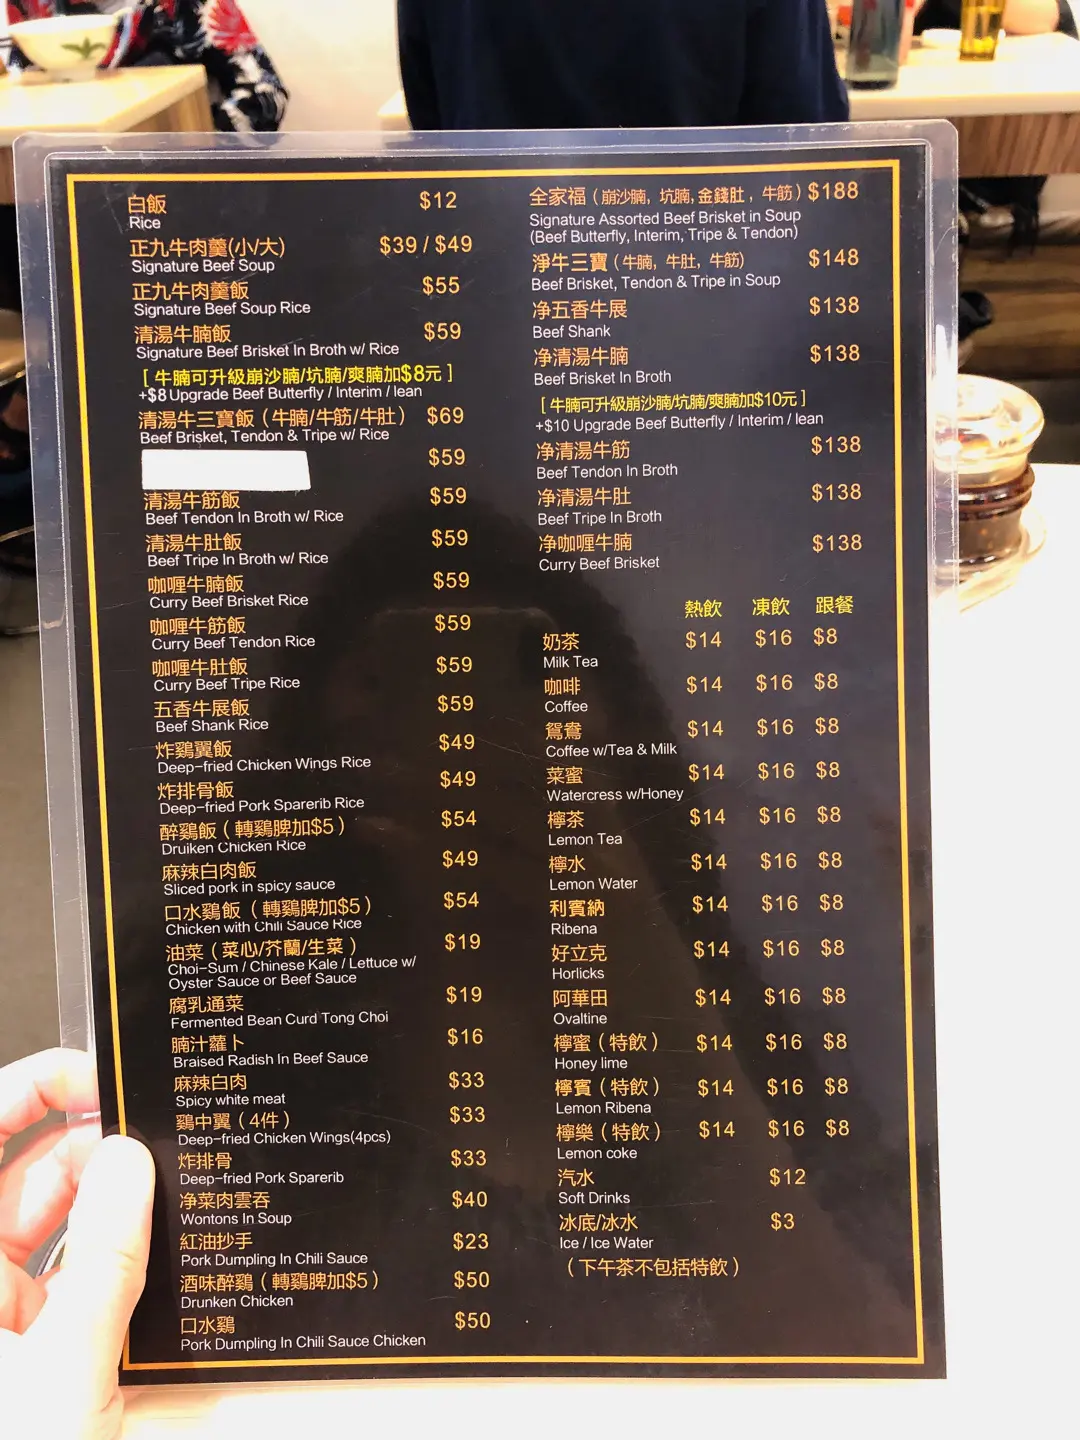 白飯 $12
Rice
正九牛肉羹(小/大) $39 / $49
Signature Beef Soup
正九牛肉羹飯 $55
Signature Beef Soup Rice
清湯牛腩飯 $59
Signature Beef Brisket In Broth w/ Rice
[ 牛腩可升級崩沙腩/坑腩/爽腩加$8元 ]
+$8 Upgrade Beef Butterfly / Interim / lean
清湯牛三寶飯（牛腩/牛筋/牛肚） $69
Beef Brisket, Tendon & Tripe w/ Rice
$59
清湯牛筋飯 $59
Beef Tendon In Broth w/ Rice
清湯牛肚飯 $59
Beef Tripe In Broth w/ Rice
咖喱牛腩飯 $59
Curry Beef Brisket Rice
咖喱牛筋飯 $59
Curry Beef Tendon Rice
咖喱牛肚飯 $59
Curry Beef Tripe Rice
五香牛展飯 $59
Beef Shank Rice
炸鷄翼飯 $49
Deep-fried Chicken Wings Rice
炸排骨飯 $49
Deep-fried Pork Sparerib Rice
醉鷄飯（轉鷄脾加$5） $54
Druiken Chicken Rice
麻辣白肉飯 $49
Sliced pork in spicy sauce
口水鷄飯（轉鷄脾加$5） $54
Chicken with Chili Sauce Rice
油菜（菜心/芥蘭/生菜） $19
Choi-Sum / Chinese Kale / Lettuce w/
Oyster Sauce or Beef Sauce
腐乳通菜 $19
Fermented Bean Curd Tong Choi
腩汁蘿卜 $16
Braised Radish In Beef Sauce
麻辣白肉 $33
Spicy white meat
鷄中翼（4件） $33
Deep-fried Chicken Wings(4pcs)
炸排骨 $33
Deep-fried Pork Sparerib
净菜肉雲吞 $40
Wontons In Soup
紅油抄手 $23
Pork Dumpling In Chili Sauce
酒味醉鷄（轉鷄脾加$5） $50
Drunken Chicken
口水鷄 $50
Pork Dumpling In Chili Sauce Chicken
全家福（崩沙腩, 坑腩, 金錢肚, 牛筋） $188
Signature Assorted Beef Brisket in Soup
(Beef Butterfly, Interim, Tripe & Tendon)
淨牛三寶（牛腩, 牛肚, 牛筋） $148
Beef Brisket, Tendon & Tripe in Soup
净五香牛展 $138
Beef Shank
净清湯牛腩 $138
Beef Brisket In Broth
[ 牛腩可升級崩沙腩/坑腩/爽腩加$10元 ]
+$10 Upgrade Beef Butterfly / Interim / lean
净清湯牛筋 $138
Beef Tendon In Broth
净清湯牛肚 $138
Beef Tripe In Broth
净咖喱牛腩 $138
Curry Beef Brisket
熱飲 凍飲 跟餐
奶茶 $14 $16 $8
Milk Tea
咖啡 $14 $16 $8
Coffee
鴛鴦 $14 $16 $8
Coffee w/Tea & Milk
菜蜜 $14 $16 $8
Watercress w/Honey
檸茶 $14 $16 $8
Lemon Tea
檸水 $14 $16 $8
Lemon Water
利賓納 $14 $16 $8
Ribena
好立克 $14 $16 $8
Horlicks
阿華田 $14 $16 $8
Ovaltine
檸蜜（特飲） $14 $16 $8
Honey lime
檸賓（特飲） $14 $16 $8
Lemon Ribena
檸樂（特飲） $14 $16 $8
Lemon coke
汽水 $12
Soft Drinks
冰底/冰水 $3
Ice / Ice Water
（下午茶不包括特飲）